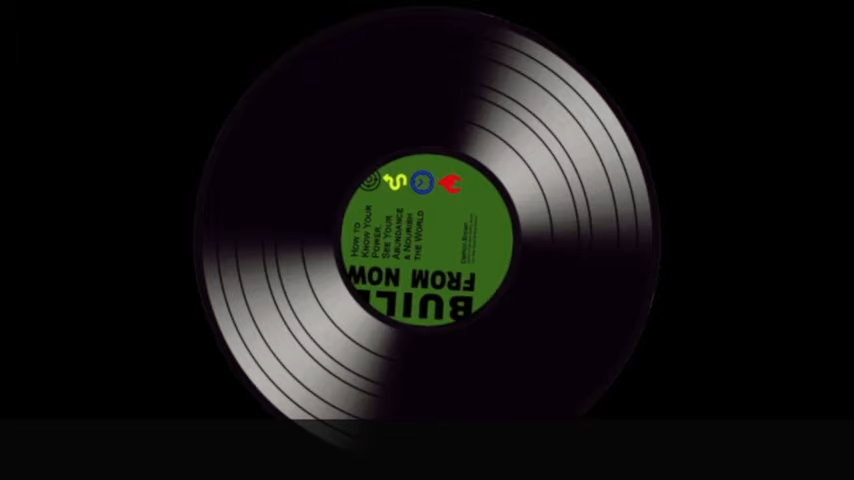 BUIL
FROM NOW
HOW TO
KNOW YOUR
POWER,
SEE YOUR
ABUNDANCE
& NOURISH
THE WORLD